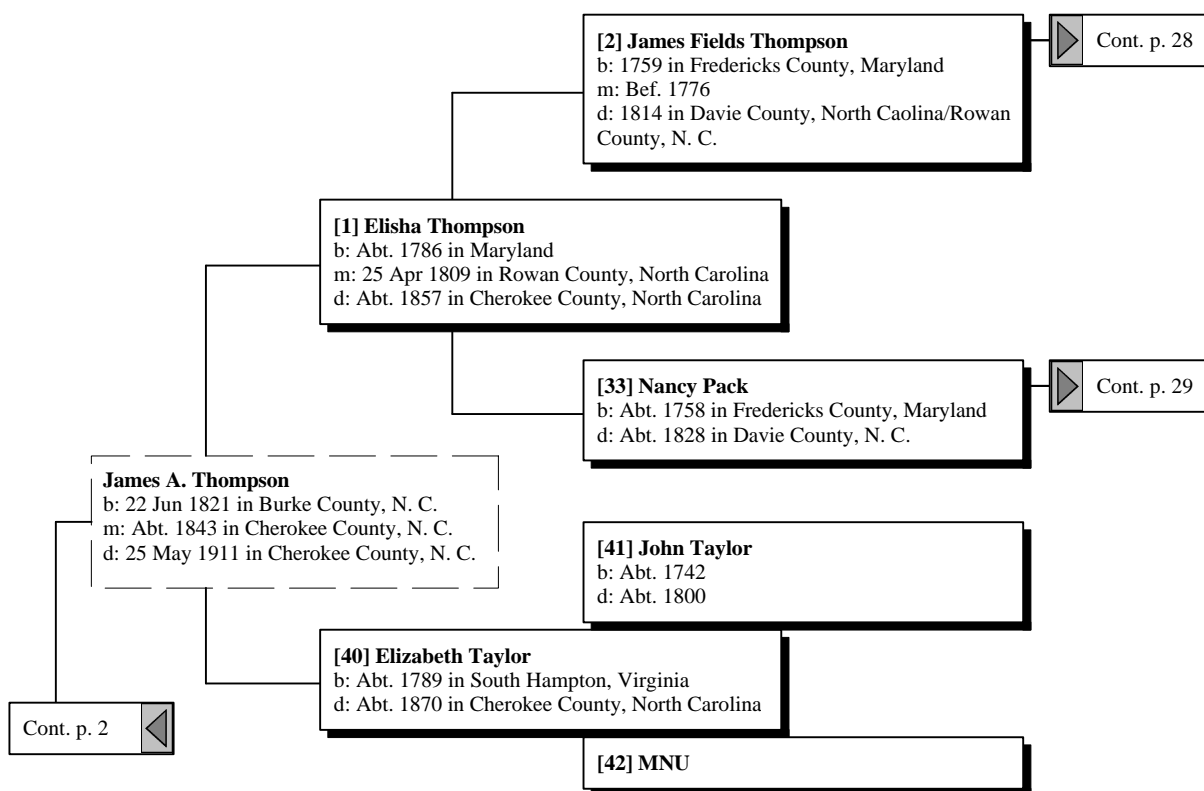 [2] James Fields Thompson
b: 1759 in Fredericks County, Maryland
m: Bef. 1776
d: 1814 in Davie County, North Caolina/Rowan
County, N. C.
Cont. p. 28
[1] Elisha Thompson
b: Abt. 1786 in Maryland
m: 25 Apr 1809 in Rowan County, North Carolina
d: Abt. 1857 in Cherokee County, North Carolina
[33] Nancy Pack
b: Abt. 1758 in Fredericks County, Maryland
d: Abt. 1828 in Davie County, N. C.
Cont. p. 29
James A. Thompson
b: 22 Jun 1821 in Burke County, N. C.
m: Abt. 1843 in Cherokee County, N. C.
d: 25 May 1911 in Cherokee County, N. C.
[41] John Taylor
b: Abt. 1742
d: Abt. 1800
[40] Elizabeth Taylor
b: Abt. 1789 in South Hampton, Virginia
d: Abt. 1870 in Cherokee County, North Carolina
Cont. p. 2
[42] MNU